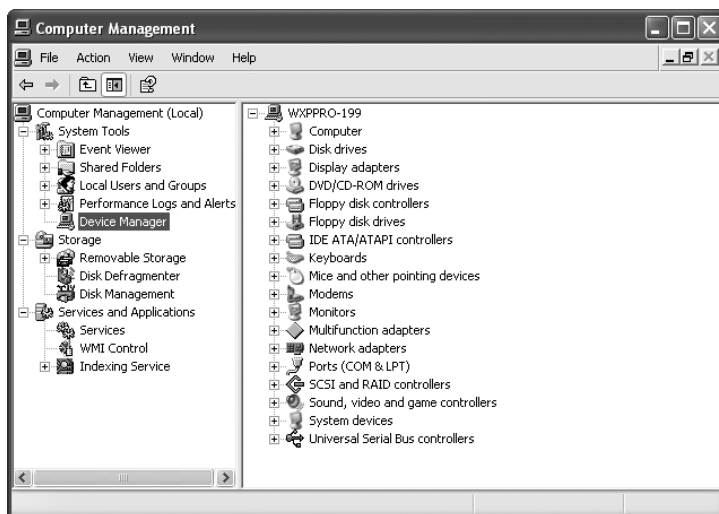 Computer Management
File Action View Window Help
Computer Management (Local)
System Tools
Event Viewer
Shared Folders
Local Users and Groups
Performance Logs and Alerts
Device Manager
Storage
Removable Storage
Disk Defragmenter
Disk Management
Services and Applications
Services
WMI Control
Indexing Service
WXPPRO-199
Computer
Disk drives
Display adapters
DVD/CD-ROM drives
Floppy disk controllers
Floppy disk drives
IDE ATA/ATAPI controllers
Keyboards
Mice and other pointing devices
Modems
Monitors
Multifunction adapters
Network adapters
Ports (COM & LPT)
SCSI and RAID controllers
Sound, video and game controllers
System devices
Universal Serial Bus controllers